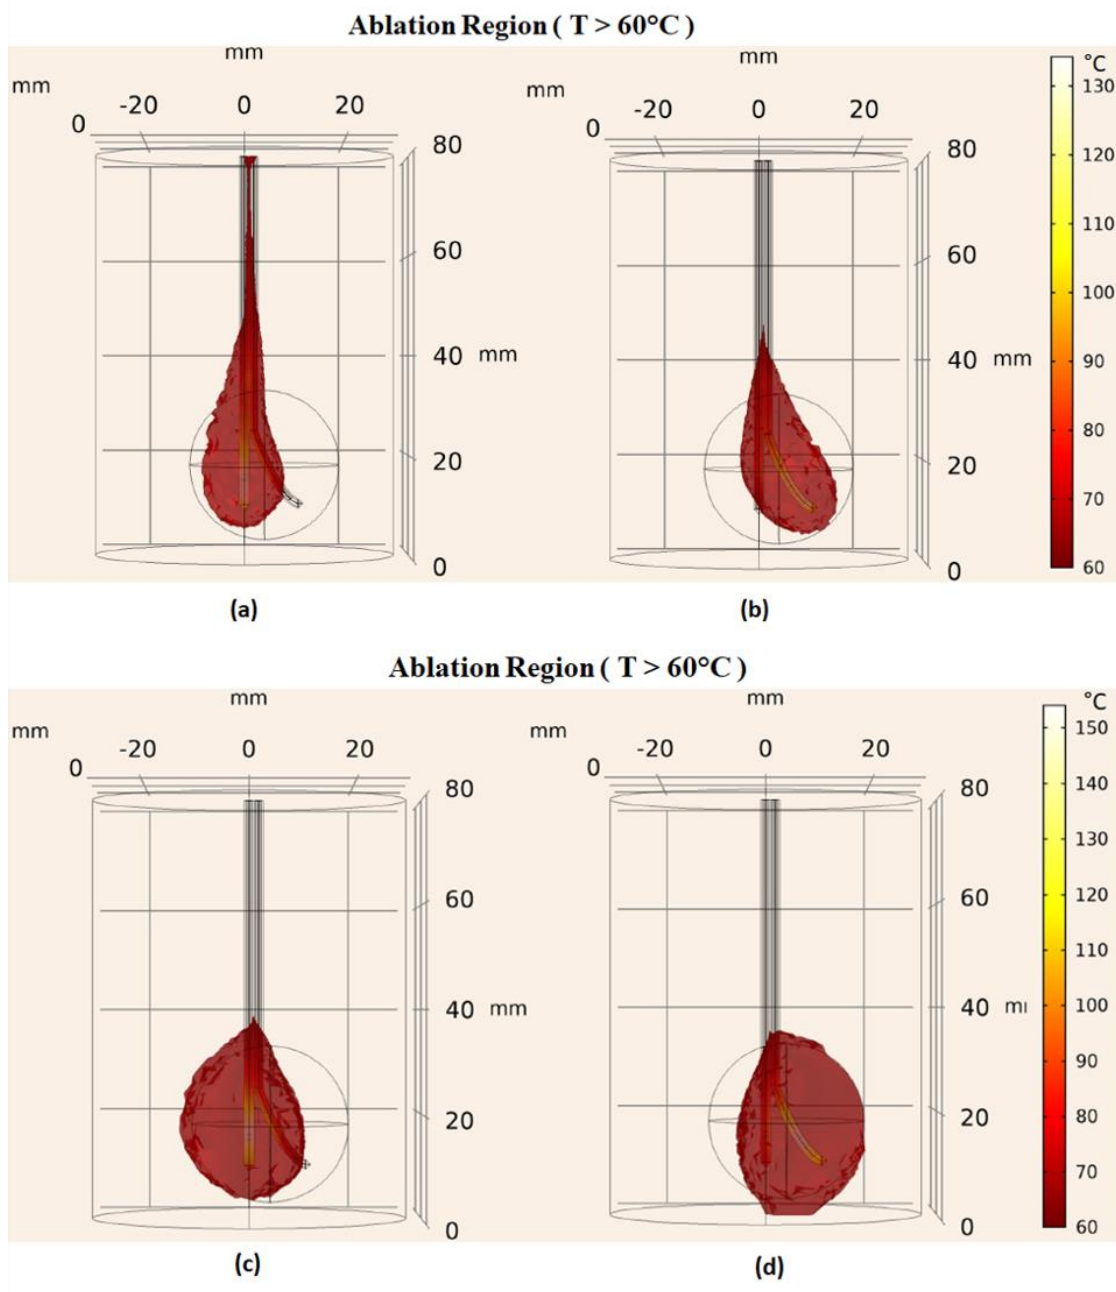 Ablation Region ( T > 60°C )
mm mm °C
mm mm
-20 0 20 -20 0 20 130
0 80 0 80 120
60 60 110
100
40 mm 40 mm 90
80
20 20 70
0 0 60
(a) (b)
Ablation Region ( T > 60°C )
mm mm °C
mm mm 150
-20 0 20 -20 0 20
0 80 0 80 140
130
60 60 120
110
40 mm 40 mı 100
90
20 20 80
70
0 0 60
(c) (d)